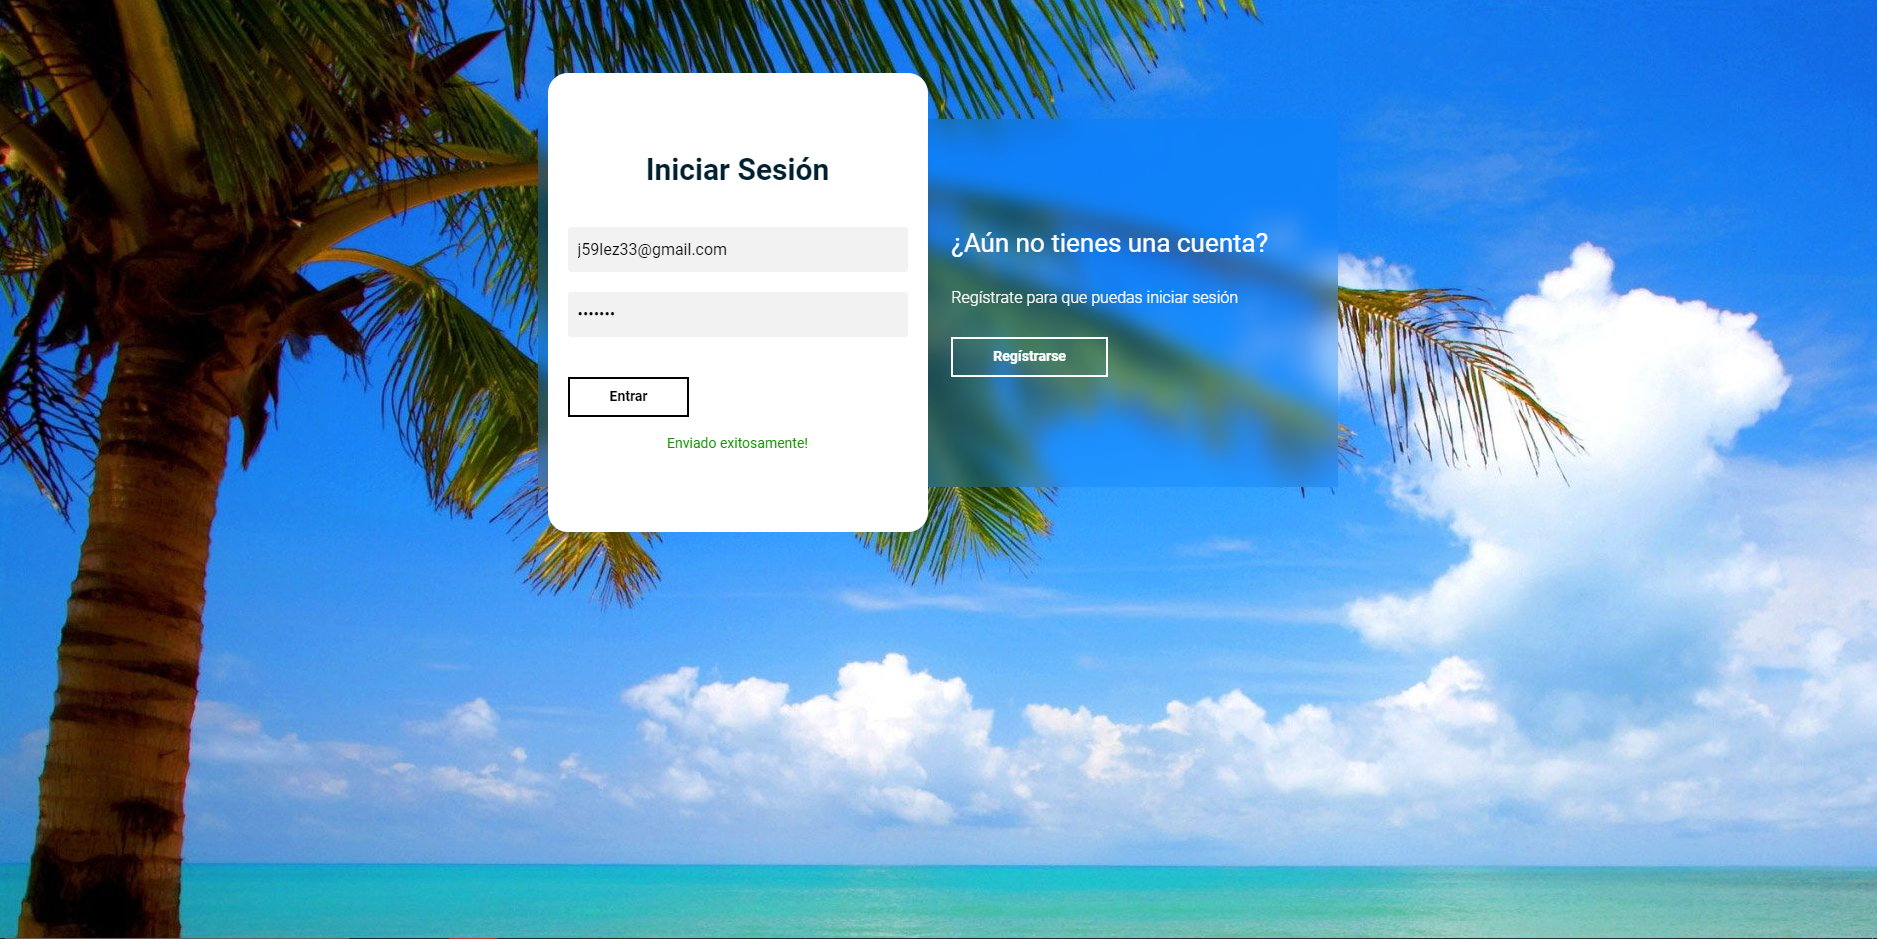 Iniciar Sesión
j59lez33@gmail.com
•••••••
Entrar
Enviado exitosamente!
¿Aún no tienes una cuenta?
Regístrate para que puedas iniciar sesión
Regístrarse